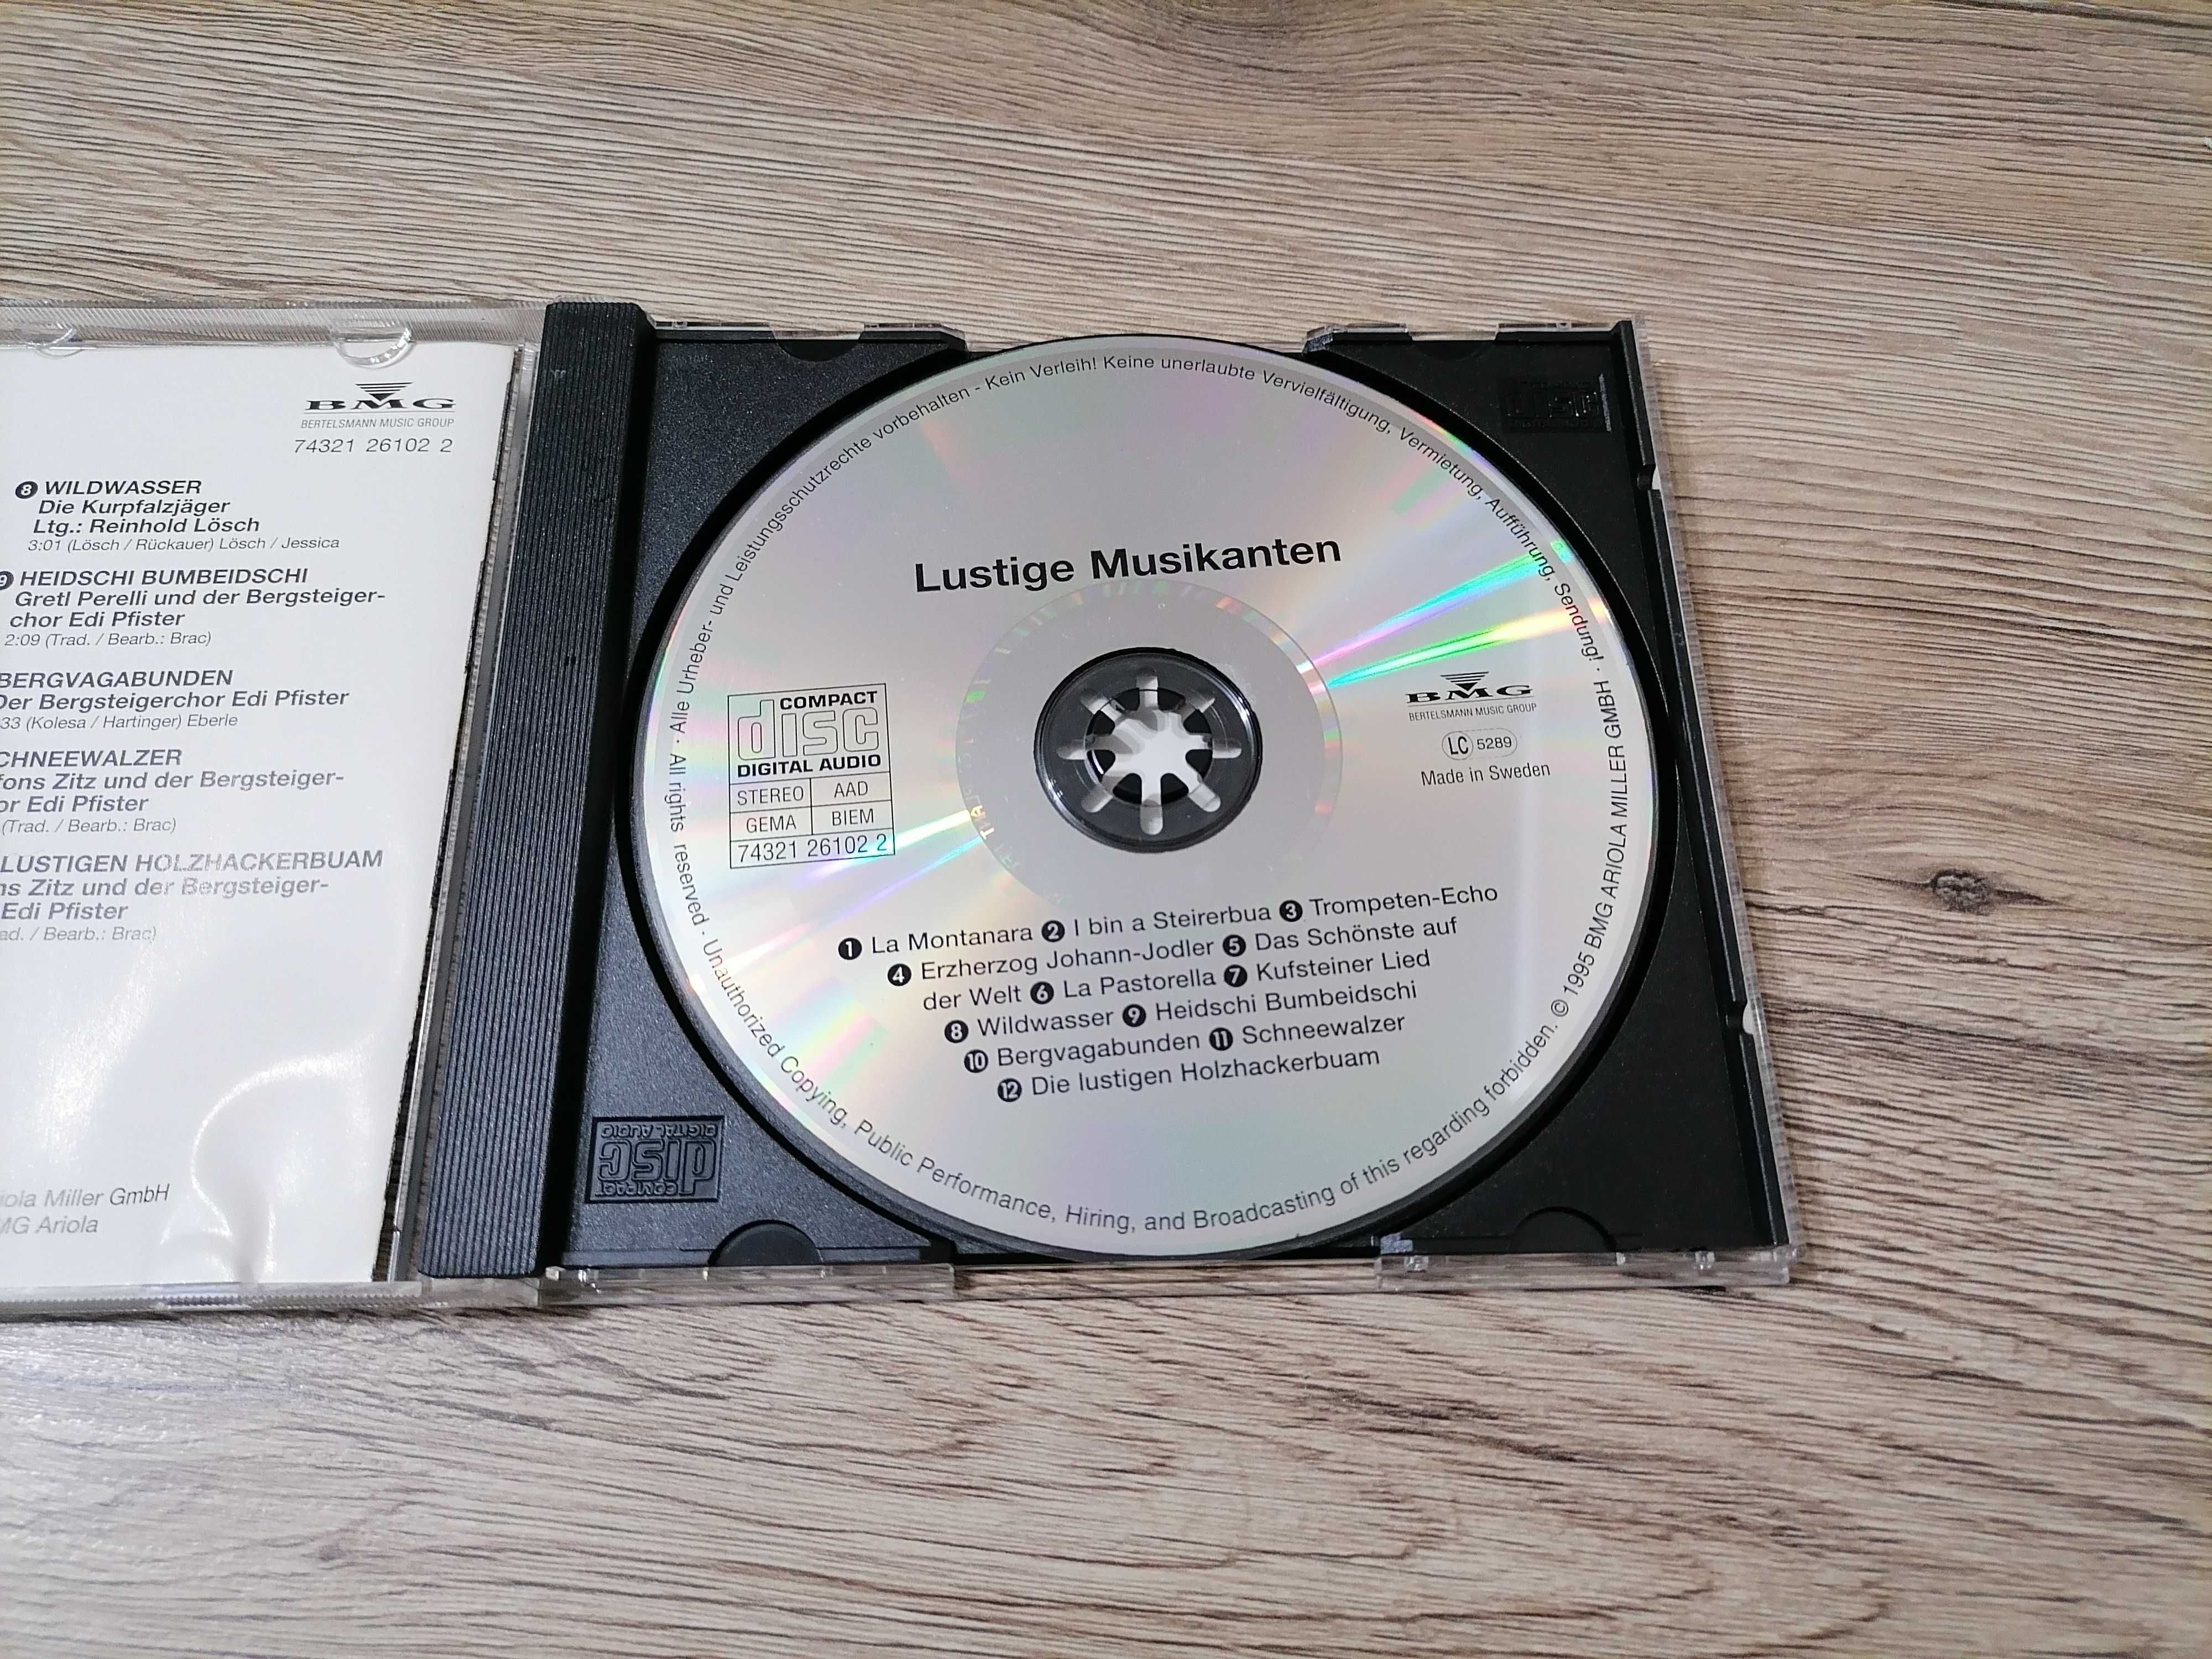 BMG
BERTELSMANN MUSIC GROUP
74321 26102 2
8 WILDWASSER
Die Kurpfalzjäger
Ltg.: Reinhold Lösch
3:01 (Lösch / Rückauer) Lösch / Jessica
9 HEIDSCHI BUMBEIDSCHI
Gretl Perelli und der Bergsteiger-
chor Edi Pfister
2:09 (Trad. / Bearb.: Brac)
BERGVAGABUNDEN
Der Bergsteigerchor Edi Pfister
33 (Kolesa / Hartinger) Eberle
CHNEEWALZER
fons Zitz und der Bergsteiger-
or Edi Pfister
(Trad. / Bearb.: Brac)
LUSTIGEN HOLZHACKERBUAM
ns Zitz und der Bergsteiger-
Edi Pfister
ad. / Bearb.: Brac)
iola Miller GmbH
MG Ariola
Alle Urheber- und Leistungsschutzrechte vorbehalten - Kein Verleih! Keine unerlaubte Vervielfältigung, Vermietung, Aufführung, Sendung! ·
Lustige Musikanten
COMPACT
disc
DIGITAL AUDIO
STEREO AAD
GEMA BIEM
74321 26102 2
BMG
BERTELSMANN MUSIC GROUP
LC 5289
Made in Sweden
1 La Montanara 2 I bin a Steirerbua 3 Trompeten-Echo
4 Erzherzog Johann-Jodler 5 Das Schönste auf
der Welt 6 La Pastorella 7 Kufsteiner Lied
8 Wildwasser 9 Heidschi Bumbeidschi
10 Bergvagabunden 11 Schneewalzer
12 Die lustigen Holzhackerbuam
· All rights reserved · Unauthorized Copying, Public Performance, Hiring, and Broadcasting of this regarding forbidden. © 1995 BMG ARIOLA MILLER GMBH
disc
COMPACT
disc
DIGITAL AUDIO